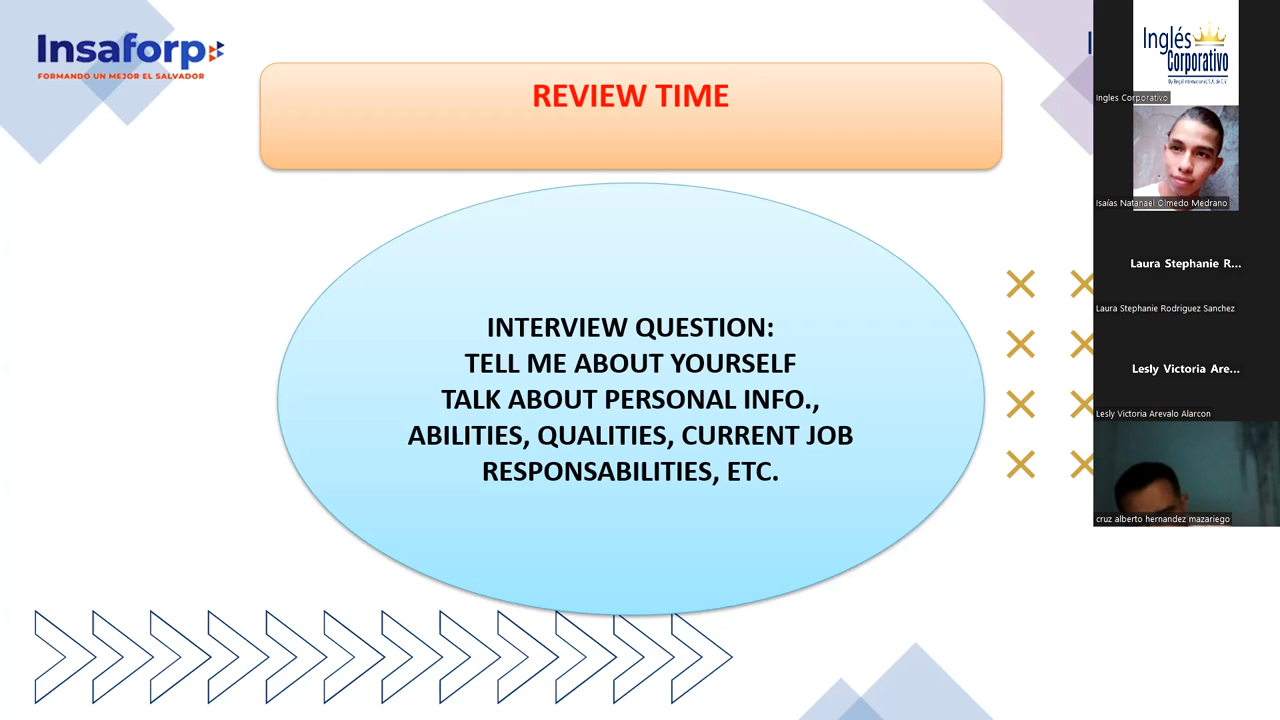 Insaforp
FORMANDO UN MEJOR EL SALVADOR
REVIEW TIME
INTERVIEW QUESTION:
TELL ME ABOUT YOURSELF
TALK ABOUT PERSONAL INFO.,
ABILITIES, QUALITIES, CURRENT JOB
RESPONSABILITIES, ETC.
Inglés
Corporativo
Ingles Corporativo
Isaías Natanael Olmedo Medrano
Laura Stephanie R...
Laura Stephanie Rodriguez Sanchez
Lesly Victoria Are...
Lesly Victoria Arevalo Alarcon
cruz alberto hernandez mazariego